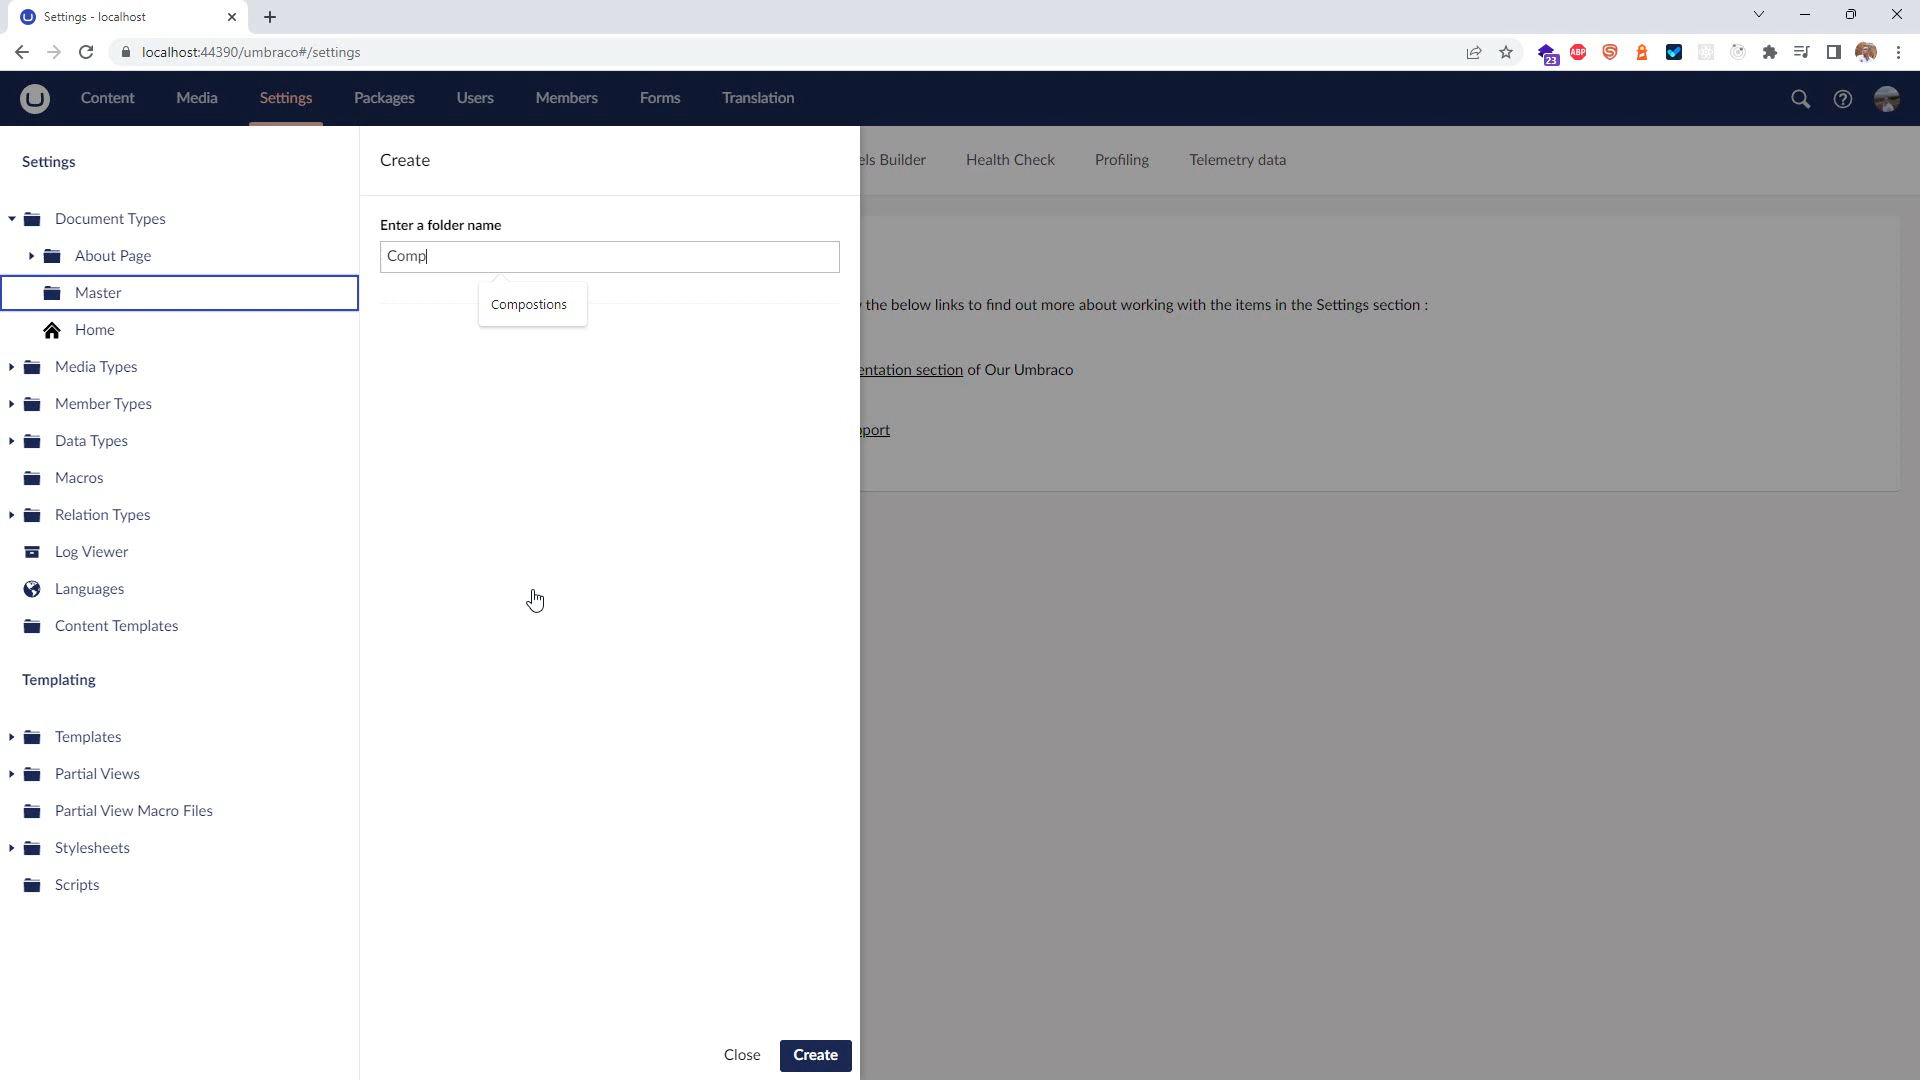 Settings - localhost
localhost:44390/umbraco#/settings
ABP
23
Content Media Settings Packages Users Members Forms Translation
Settings
Document Types
About Page
Master
Home
Media Types
Member Types
Data Types
Macros
Relation Types
Log Viewer
Languages
Content Templates
Templating
Templates
Partial Views
Partial View Macro Files
Stylesheets
Scripts
Create
Enter a folder name
Comp
Compostions
Close Create
els Builder Health Check Profiling Telemetry data
the below links to find out more about working with the items in the Settings section :
entation section of Our Umbraco
pport